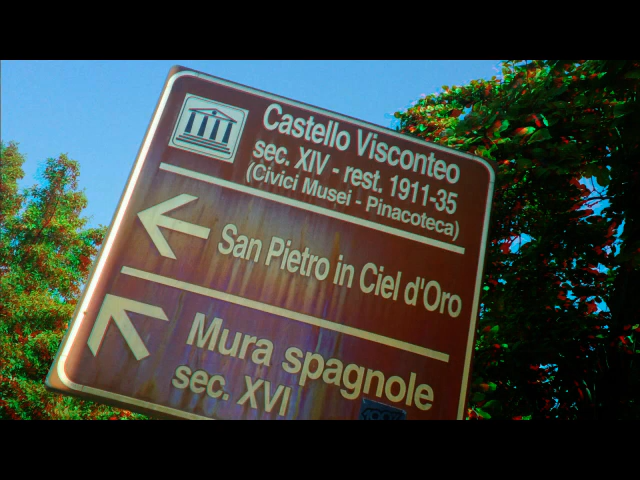 Castello Visconteo
sec. XIV - rest. 1911-35
(Civici Musei - Pinacoteca)
San Pietro in Ciel d'Oro
Mura spagnole
sec. XVI